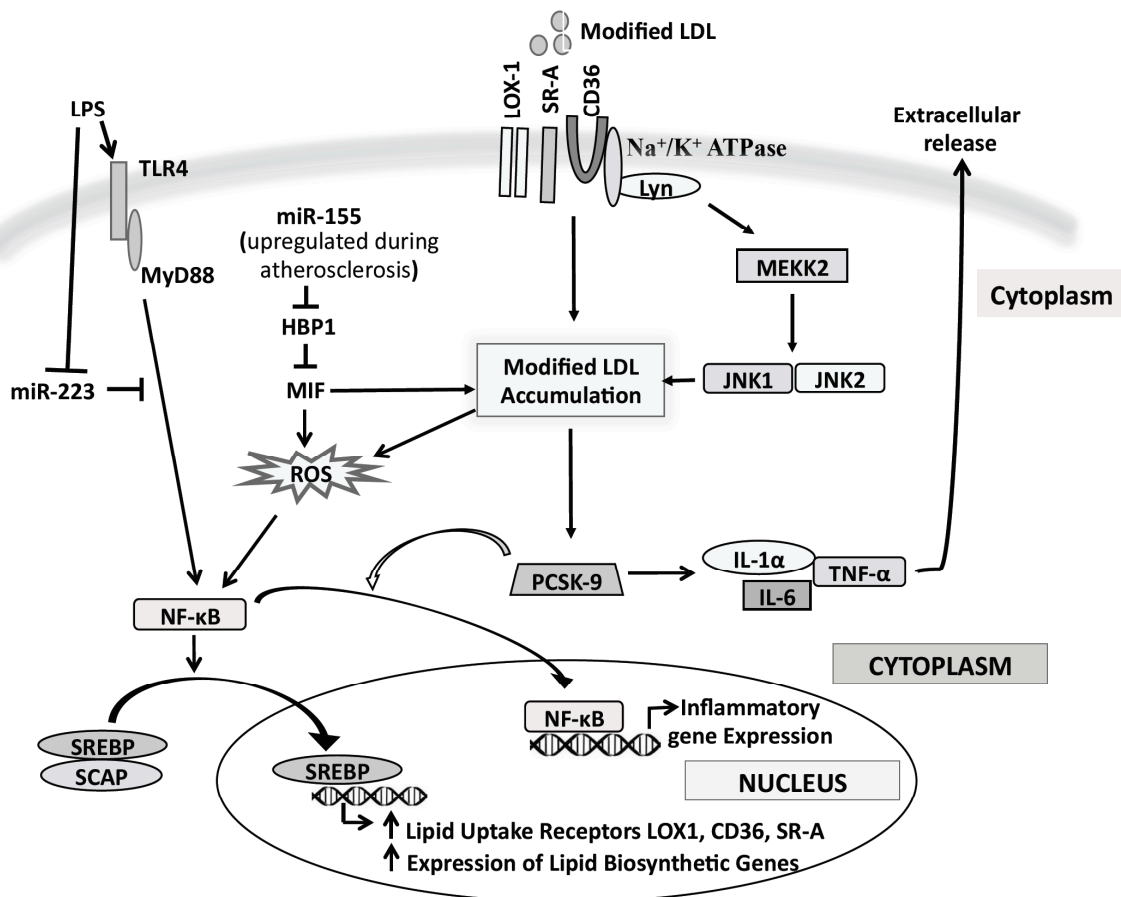 Modified LDL
LOX-1
SR-A
CD36
LPS
Extracellular
release
TLR4
Na⁺/K⁺ ATPase
Lyn
miR-155
(upregulated during
atherosclerosis)
MyD88
MEKK2
Cytoplasm
HBP1
Modified LDL
Accumulation
JNK1
JNK2
miR-223
MIF
ROS
IL-1α
TNF-α
PCSK-9
IL-6
NF-κB
CYTOPLASM
NF-κB
Inflammatory
gene Expression
SREBP
SCAP
SREBP
NUCLEUS
Lipid Uptake Receptors LOX1, CD36, SR-A
Expression of Lipid Biosynthetic Genes